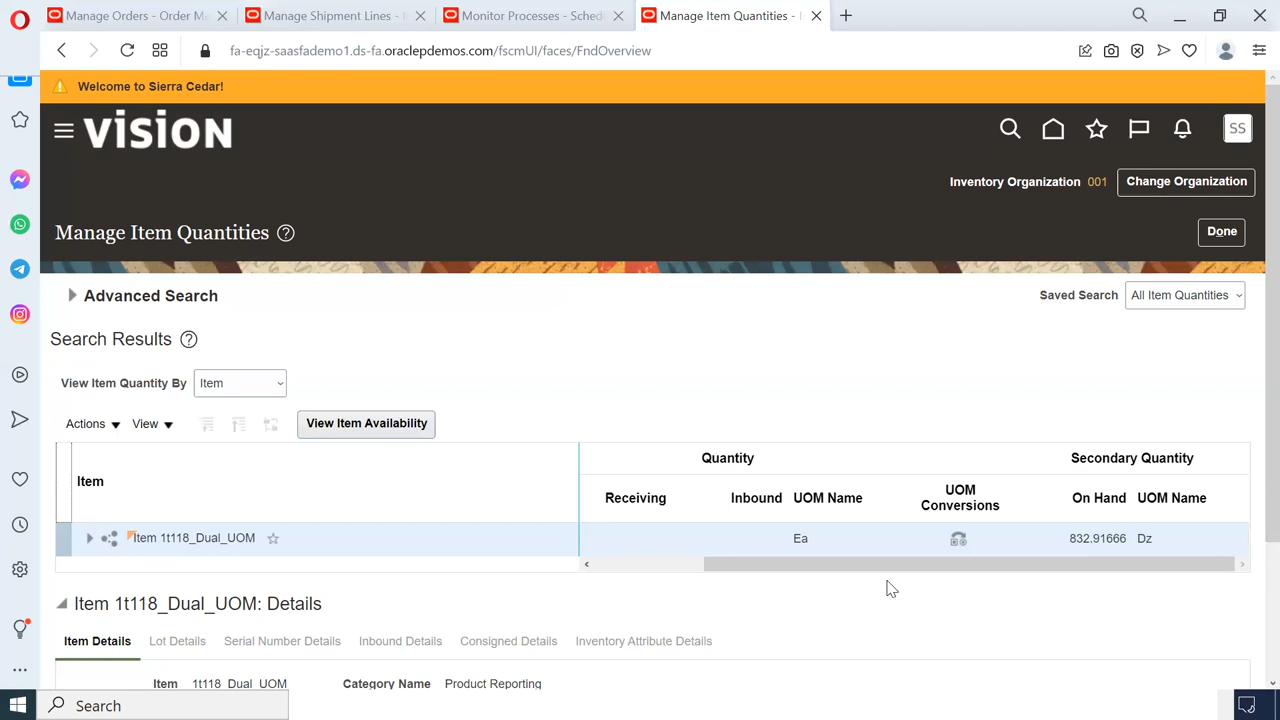 Manage Orders - Order M
Manage Shipment Lines - I
Monitor Processes - Sched
Manage Item Quantities - I
fa-eqjz-saasfademo1.ds-fa.oraclepdemos.com/fscmUI/faces/FndOverview
Welcome to Sierra Cedar!
VISION
SS
Inventory Organization 001 Change Organization
Manage Item Quantities
Done
Advanced Search
Saved Search All Item Quantities
Search Results
View Item Quantity By Item
Actions View View Item Availability
Quantity Secondary Quantity
Item Receiving Inbound UOM Name UOM Conversions On Hand UOM Name
Item 1t118_Dual_UOM Ea 832.91666 Dz
Item 1t118_Dual_UOM: Details
Item Details Lot Details Serial Number Details Inbound Details Consigned Details Inventory Attribute Details
Item 1t118_Dual_UOM Category Name Product Reporting
Search